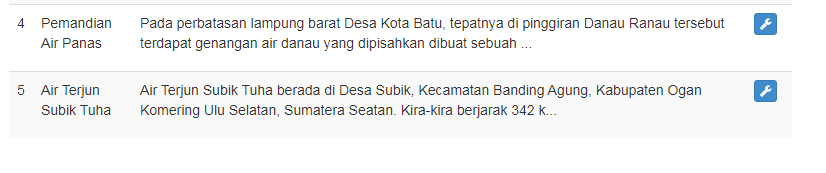 4 Pemandian Pada perbatasan lampung barat Desa Kota Batu, tepatnya di pinggiran Danau Ranau tersebut
Air Panas terdapat genangan air danau yang dipisahkan dibuat sebuah ...
5 Air Terjun Air Terjun Subik Tuha berada di Desa Subik, Kecamatan Banding Agung, Kabupaten Ogan
Subik Tuha Komering Ulu Selatan, Sumatera Seatan. Kira-kira berjarak 342 k...